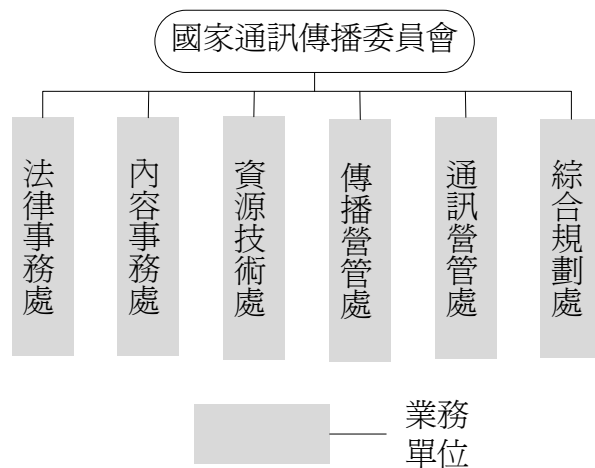 國家通訊傳播委員會
法律事務處
內容事務處
資源技術處
傳播營管處
通訊營管處
綜合規劃處
業務
單位